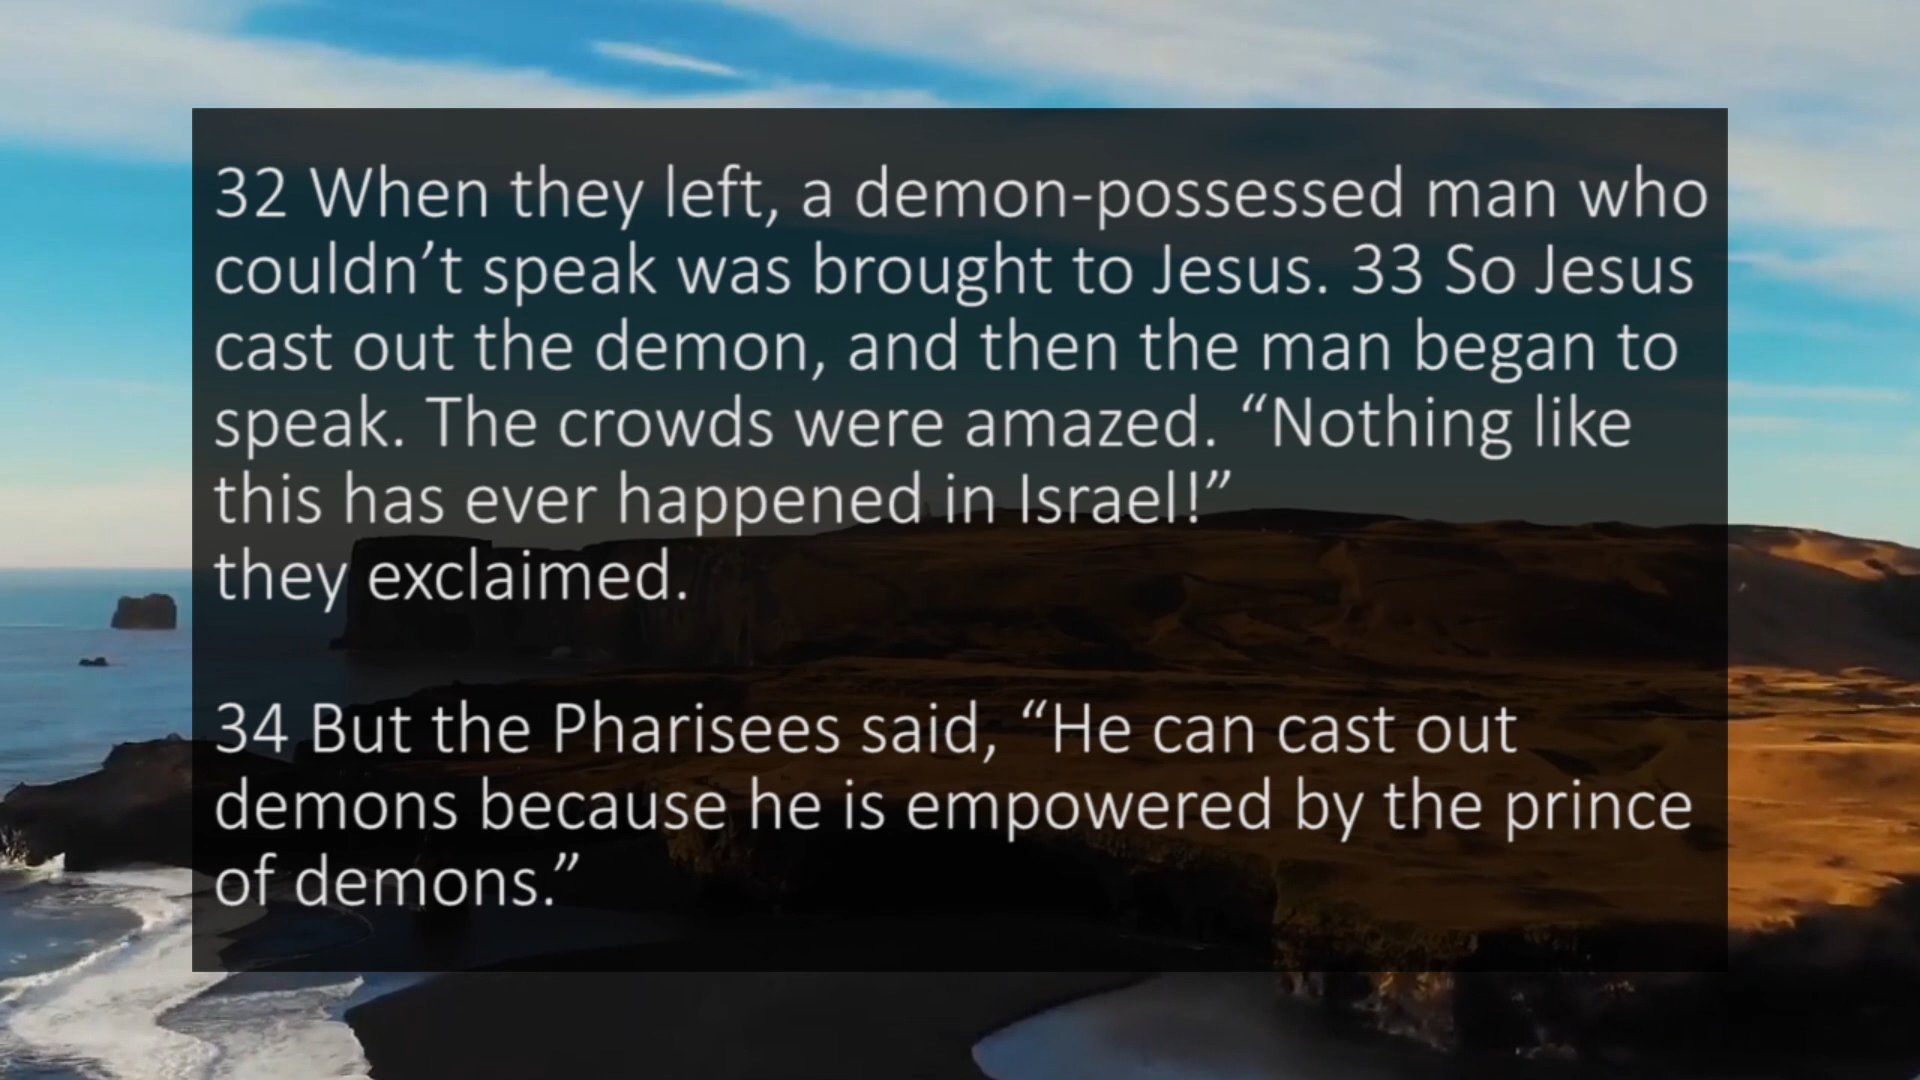 32 When they left, a demon-possessed man who
couldn’t speak was brought to Jesus. 33 So Jesus
cast out the demon, and then the man began to
speak. The crowds were amazed. “Nothing like
this has ever happened in Israel!”
they exclaimed.
34 But the Pharisees said, “He can cast out
demons because he is empowered by the prince
of demons.”